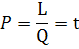 P = L/Q = t